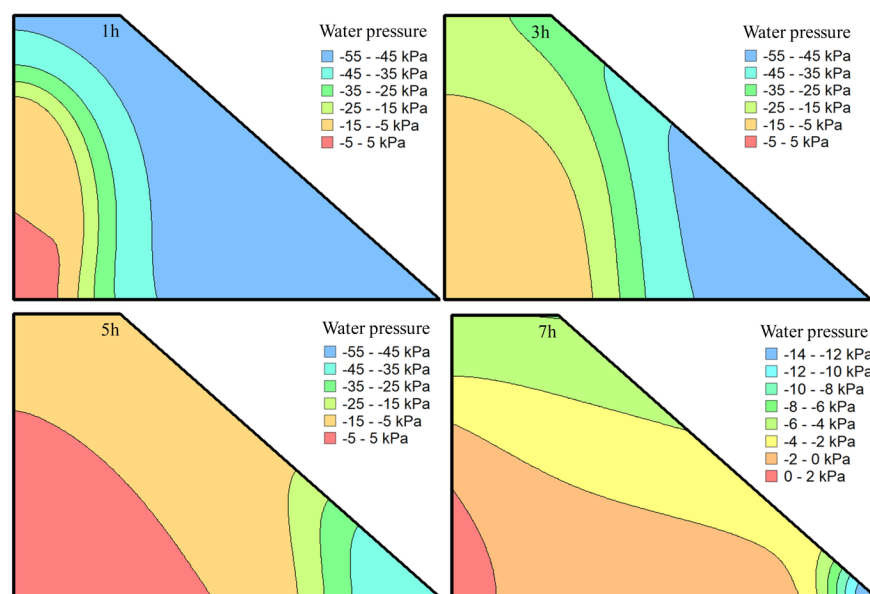 1h
Water pressure
-55 - -45 kPa
-45 - -35 kPa
-35 - -25 kPa
-25 - -15 kPa
-15 - -5 kPa
-5 - 5 kPa
3h
Water pressure
-55 - -45 kPa
-45 - -35 kPa
-35 - -25 kPa
-25 - -15 kPa
-15 - -5 kPa
-5 - 5 kPa
5h
Water pressure
-55 - -45 kPa
-45 - -35 kPa
-35 - -25 kPa
-25 - -15 kPa
-15 - -5 kPa
-5 - 5 kPa
7h
Water pressure
-14 - -12 kPa
-12 - -10 kPa
-10 - -8 kPa
-8 - -6 kPa
-6 - -4 kPa
-4 - -2 kPa
-2 - 0 kPa
0 - 2 kPa